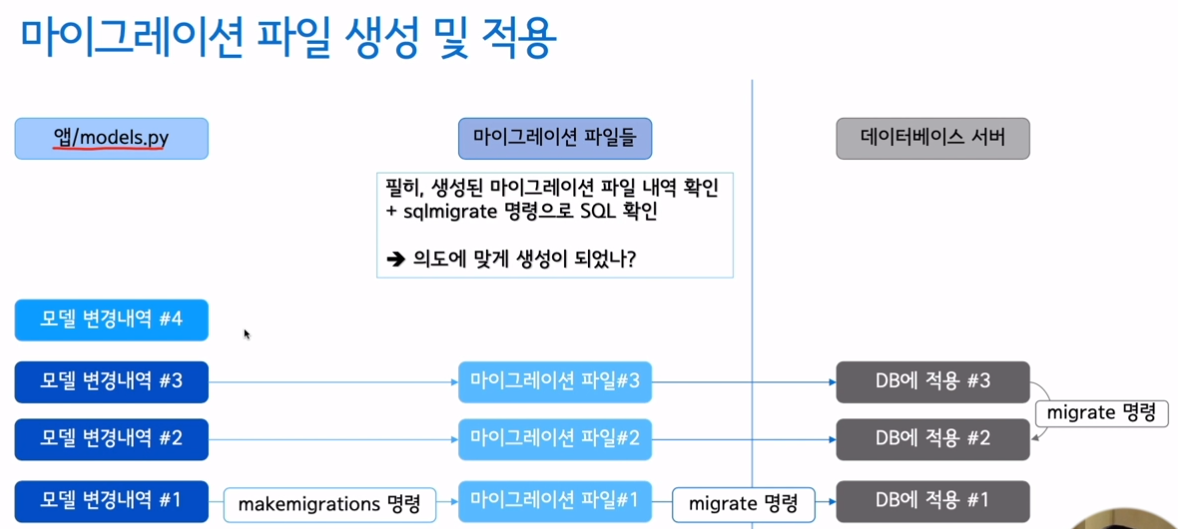 마이그레이션 파일 생성 및 적용
앱/models.py
마이그레이션 파일들
데이터베이스 서버
필히, 생성된 마이그레이션 파일 내역 확인
+ sqlmigrate 명령으로 SQL 확인
➔ 의도에 맞게 생성이 되었나?
모델 변경내역 #4
모델 변경내역 #3
마이그레이션 파일#3
DB에 적용 #3
migrate 명령
모델 변경내역 #2
마이그레이션 파일#2
DB에 적용 #2
모델 변경내역 #1
makemigrations 명령
마이그레이션 파일#1
migrate 명령
DB에 적용 #1